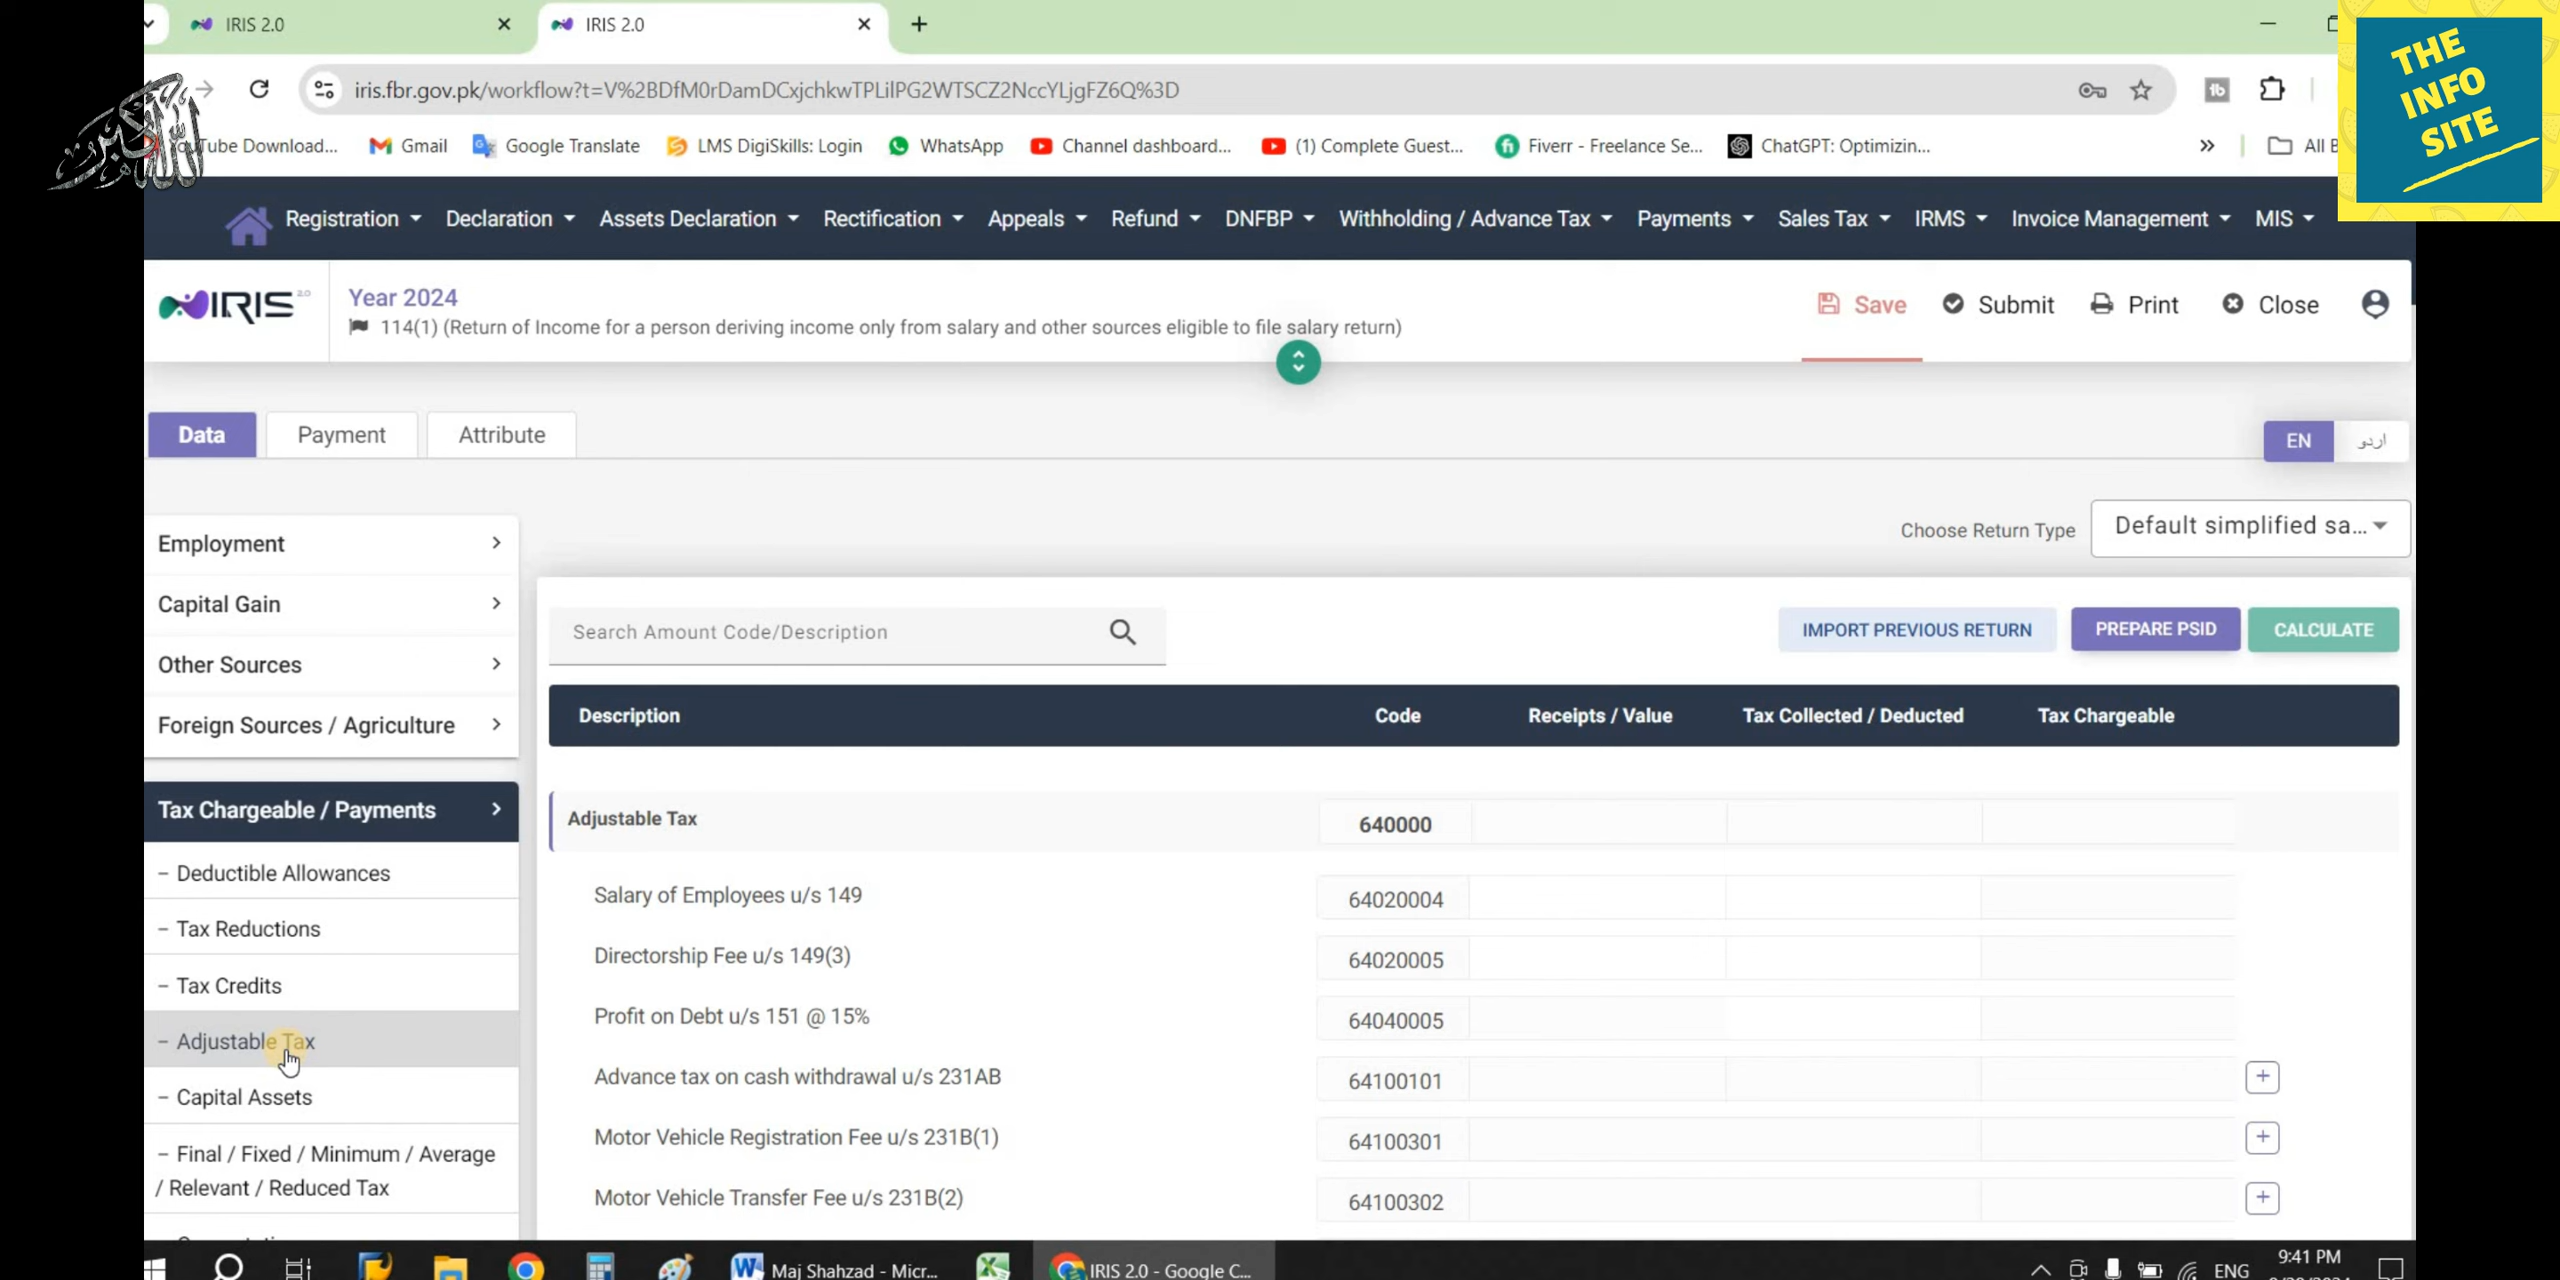 IRIS 2.0
IRIS 2.0
THE
INFO
SITE
iris.fbr.gov.pk/workflow?t=V%2BDfM0rDamDCxjchkwTPLilPG2WTSCZ2NccYLjgFZ6Q%3D
الله اكبر
Tube Download... Gmail Google Translate LMS DigiSkills: Login WhatsApp Channel dashboard... (1) Complete Guest... Fiverr - Freelance Se... ChatGPT: Optimizin... » All B
Registration Declaration Assets Declaration Rectification Appeals Refund DNFBP Withholding / Advance Tax Payments Sales Tax IRMS Invoice Management MIS
IRIS 2.0
Year 2024
114(1) (Return of Income for a person deriving income only from salary and other sources eligible to file salary return)
Save Submit Print Close
Data Payment Attribute
EN اردو
Choose Return Type Default simplified sa...
Employment
Capital Gain
Other Sources
Foreign Sources / Agriculture
Tax Chargeable / Payments
– Deductible Allowances
– Tax Reductions
– Tax Credits
– Adjustable Tax
– Capital Assets
– Final / Fixed / Minimum / Average
/ Relevant / Reduced Tax
Search Amount Code/Description
IMPORT PREVIOUS RETURN PREPARE PSID CALCULATE
Description Code Receipts / Value Tax Collected / Deducted Tax Chargeable
Adjustable Tax 640000
Salary of Employees u/s 149 64020004
Directorship Fee u/s 149(3) 64020005
Profit on Debt u/s 151 @ 15% 64040005
Advance tax on cash withdrawal u/s 231AB 64100101 +
Motor Vehicle Registration Fee u/s 231B(1) 64100301 +
Motor Vehicle Transfer Fee u/s 231B(2) 64100302 +
Maj Shahzad - Micr... IRIS 2.0 - Google C... ENG 9:41 PM